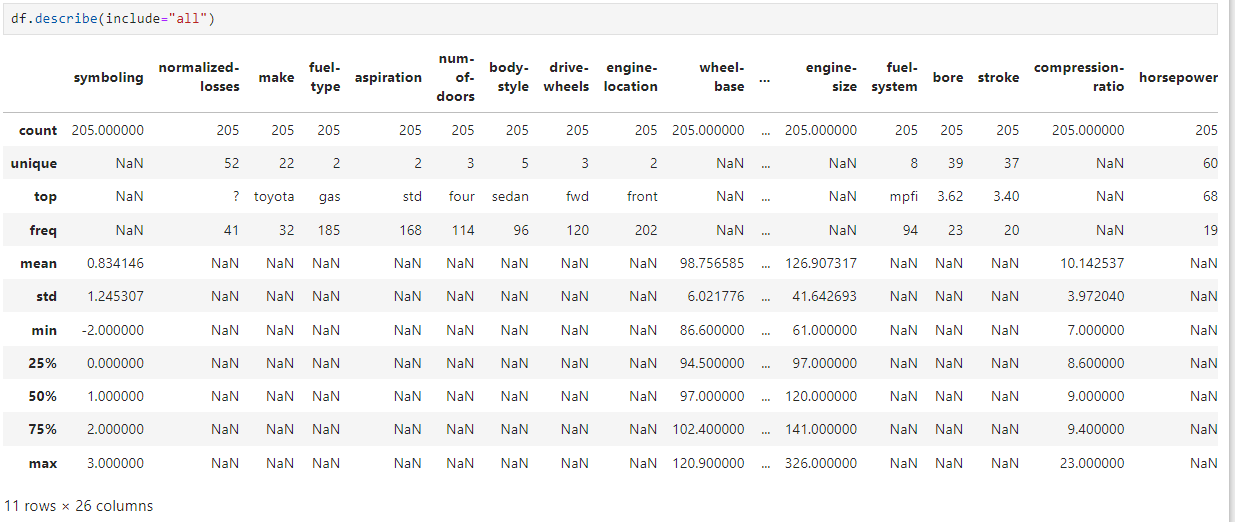 df.describe(include="all")
symboling normalized-losses make fuel-type aspiration num-of-doors body-style drive-wheels engine-location wheel-base ... engine-size fuel-system bore stroke compression-ratio horsepower
count 205.000000 205 205 205 205 205 205 205 205 205.000000 ... 205.000000 205 205 205 205.000000 205
unique NaN 52 22 2 2 3 5 3 2 NaN ... NaN 8 39 37 NaN 60
top NaN ? toyota gas std four sedan fwd front NaN ... NaN mpfi 3.62 3.40 NaN 68
freq NaN 41 32 185 168 114 96 120 202 NaN ... NaN 94 23 20 NaN 19
mean 0.834146 NaN NaN NaN NaN NaN NaN NaN NaN 98.756585 ... 126.907317 NaN NaN NaN 10.142537 NaN
std 1.245307 NaN NaN NaN NaN NaN NaN NaN NaN 6.021776 ... 41.642693 NaN NaN NaN 3.972040 NaN
min -2.000000 NaN NaN NaN NaN NaN NaN NaN NaN 86.600000 ... 61.000000 NaN NaN NaN 7.000000 NaN
25% 0.000000 NaN NaN NaN NaN NaN NaN NaN NaN 94.500000 ... 97.000000 NaN NaN NaN 8.600000 NaN
50% 1.000000 NaN NaN NaN NaN NaN NaN NaN NaN 97.000000 ... 120.000000 NaN NaN NaN 9.000000 NaN
75% 2.000000 NaN NaN NaN NaN NaN NaN NaN NaN 102.400000 ... 141.000000 NaN NaN NaN 9.400000 NaN
max 3.000000 NaN NaN NaN NaN NaN NaN NaN NaN 120.900000 ... 326.000000 NaN NaN NaN 23.000000 NaN
11 rows × 26 columns